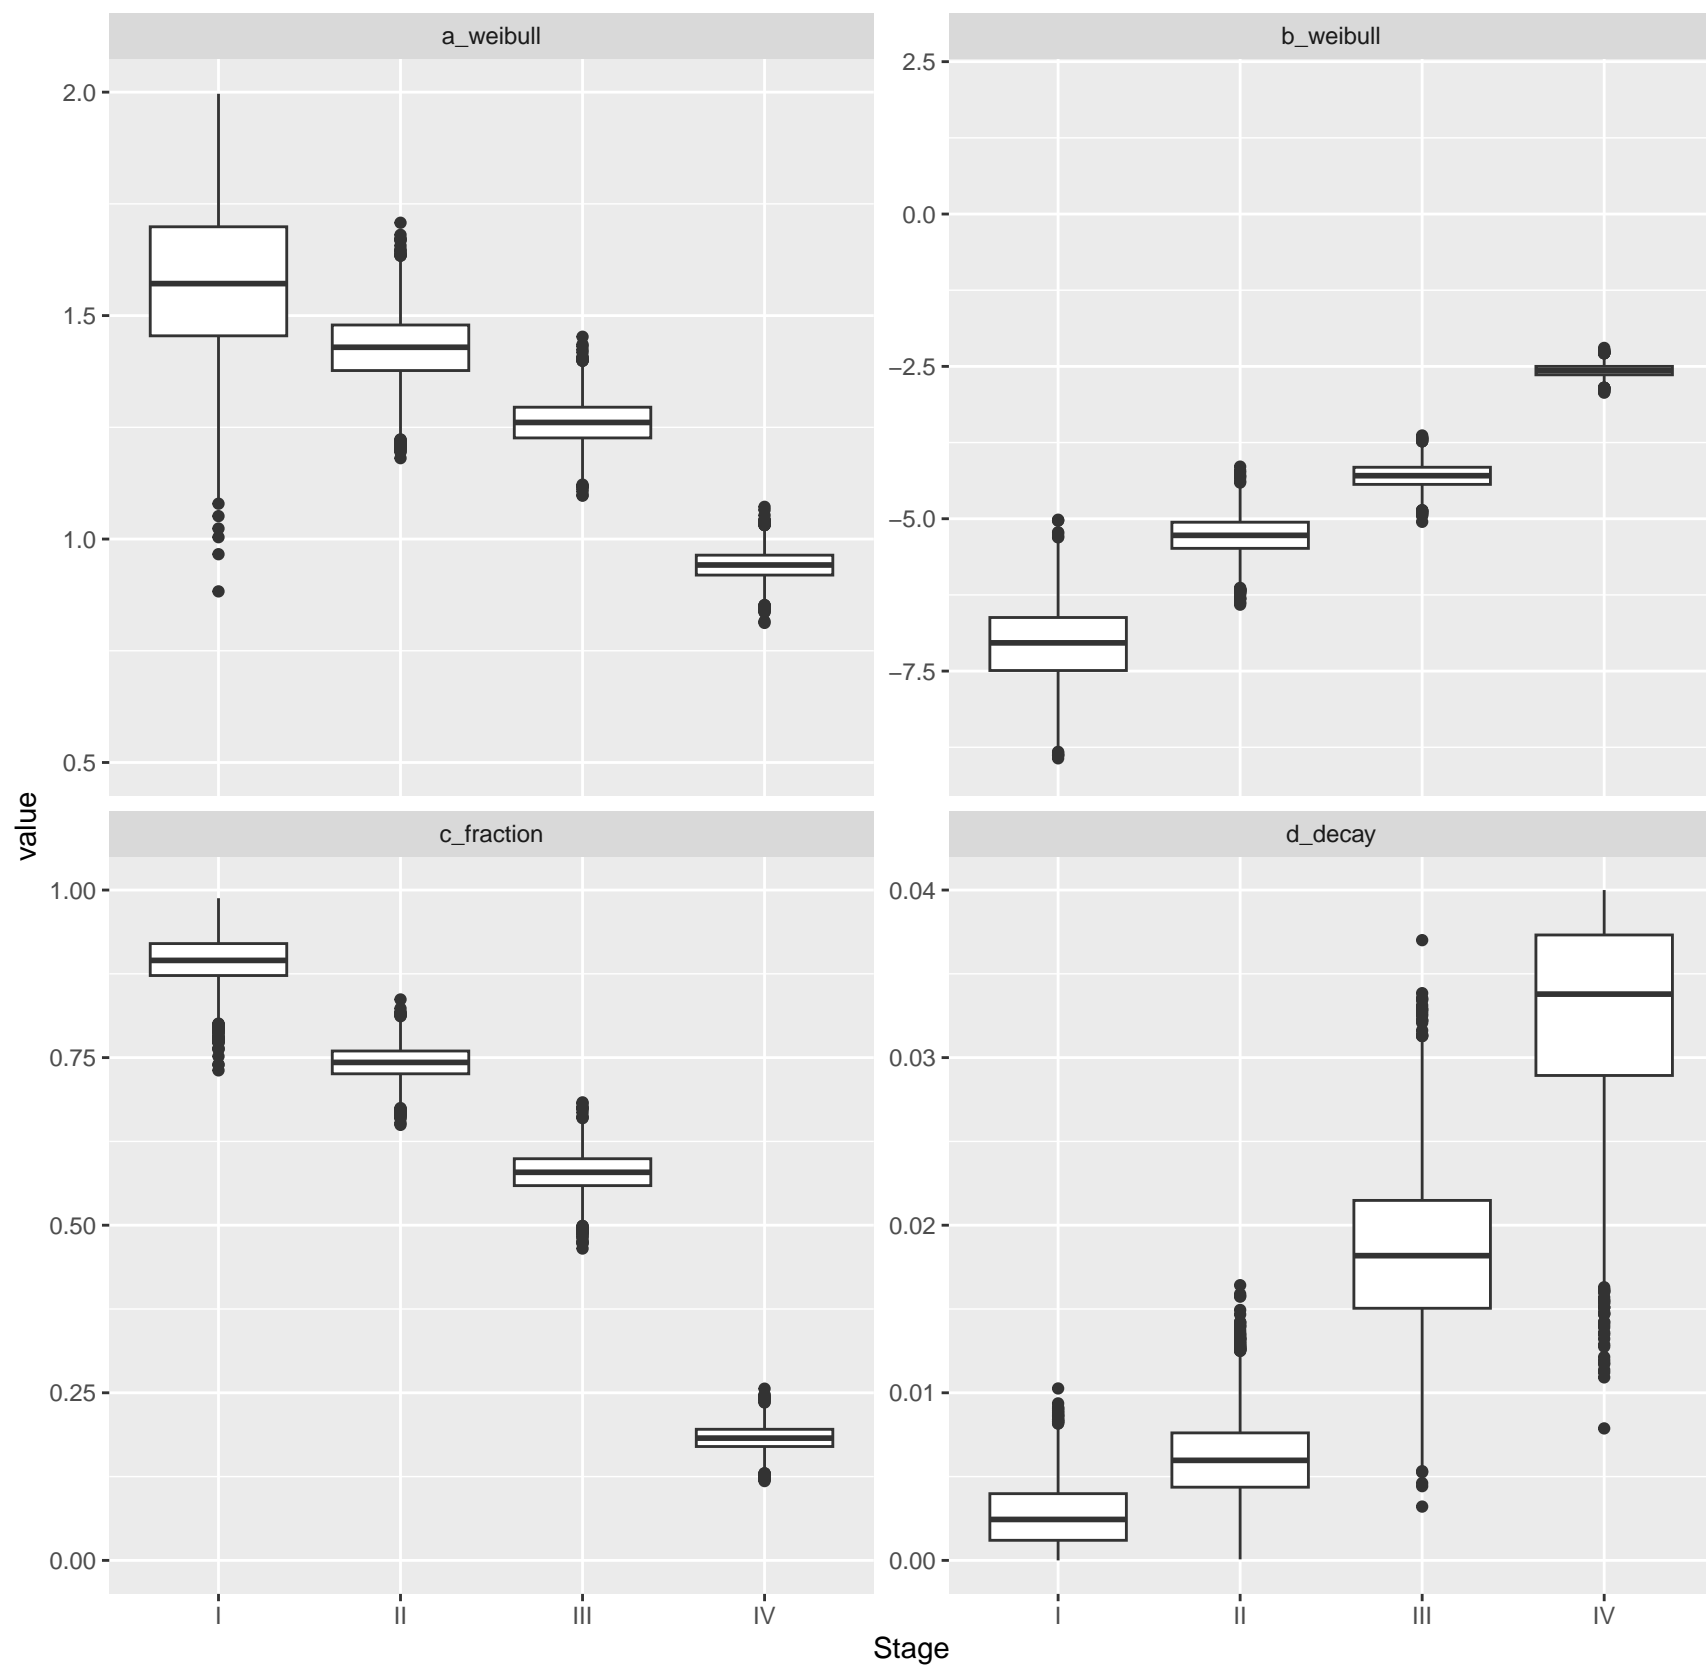 a_weibull
b_weibull
2.0
1.5
1.0
0.5
2.5
0.0
−2.5
−5.0
−7.5
value
c_fraction
d_decay
1.00
0.75
0.50
0.25
0.00
0.04
0.03
0.02
0.01
0.00
I II III IV
I II III IV
Stage